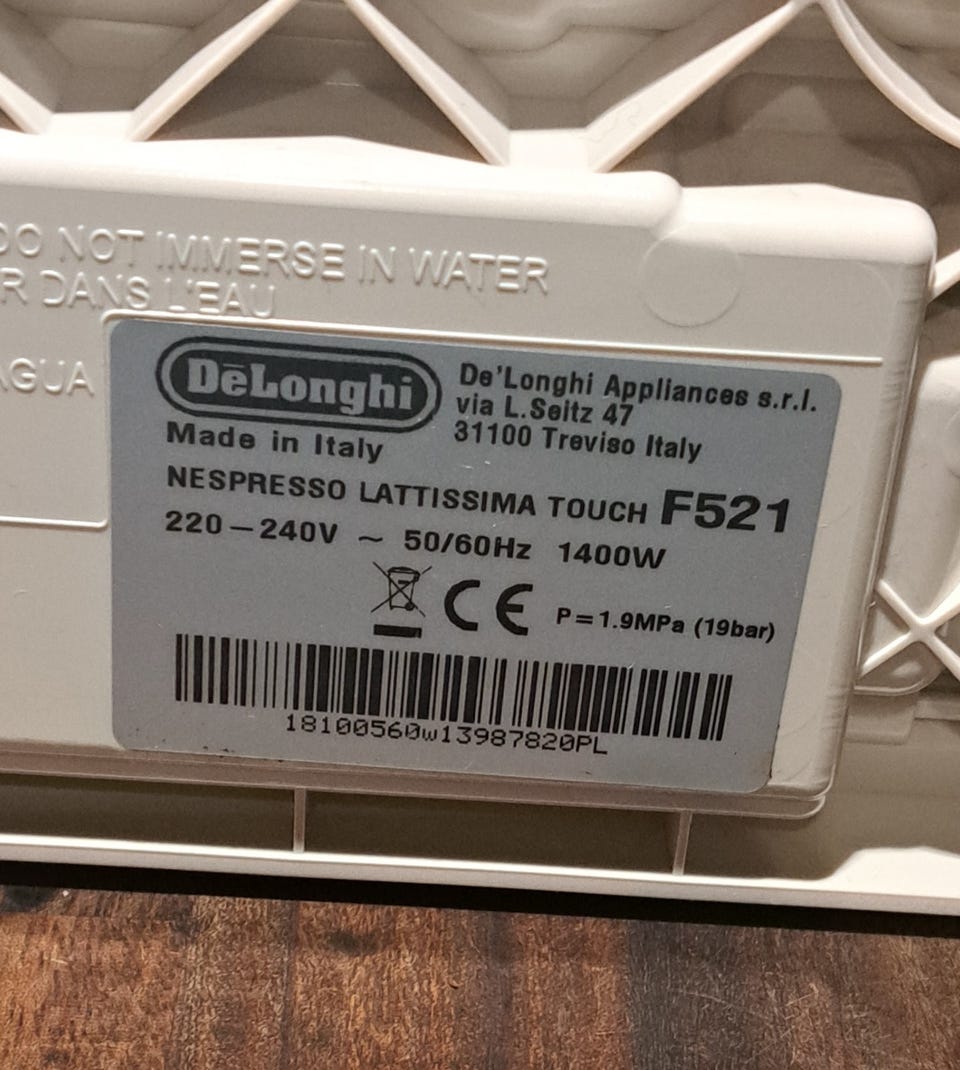 DO NOT IMMERSE IN WATER
R DANS L'EAU
AGUA
DēLonghi
Made in Italy
De'Longhi Appliances s.r.l.
via L.Seitz 47
31100 Treviso Italy
NESPRESSO LATTISSIMA TOUCH F521
220–240V ~ 50/60Hz 1400W
CE P=1.9MPa (19bar)
18100560w13987820PL